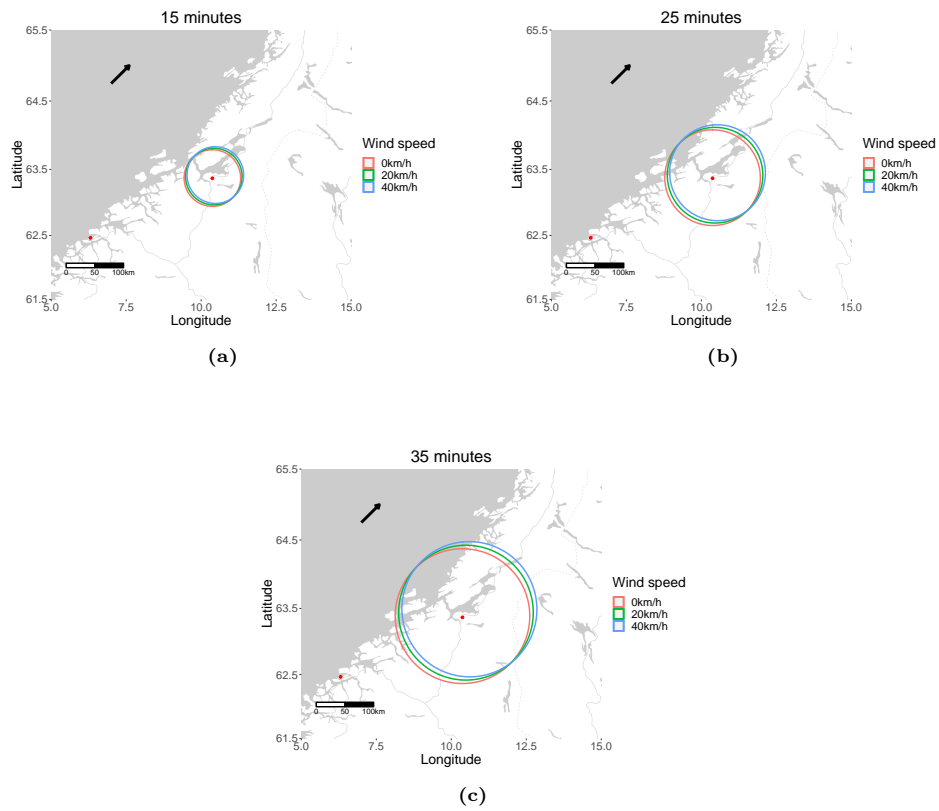 15 minutes
65.5
64.5
63.5
62.5
61.5
Latitude
0 50 100km
5.0 7.5 10.0 12.5 15.0
Longitude
Wind speed
0km/h
20km/h
40km/h
(a)
25 minutes
65.5
64.5
63.5
62.5
61.5
Latitude
0 50 100km
5.0 7.5 10.0 12.5 15.0
Longitude
Wind speed
0km/h
20km/h
40km/h
(b)
35 minutes
65.5
64.5
63.5
62.5
61.5
Latitude
0 50 100km
5.0 7.5 10.0 12.5 15.0
Longitude
Wind speed
0km/h
20km/h
40km/h
(c)